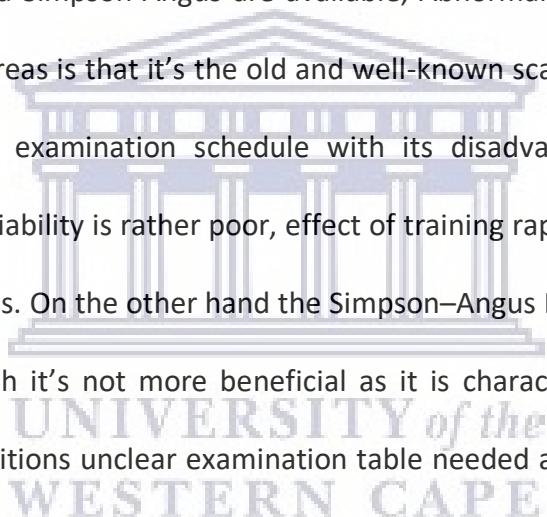 Simpson Angus are available, Abnormal
reas is that it’s the old and well-known sca
examination schedule with its disadva
iability is rather poor, effect of training rap
s. On the other hand the Simpson–Angus
h it’s not more beneficial as it is charac
UNIVERSITY of the
itions unclear examination table needed a
WESTERN CAPE